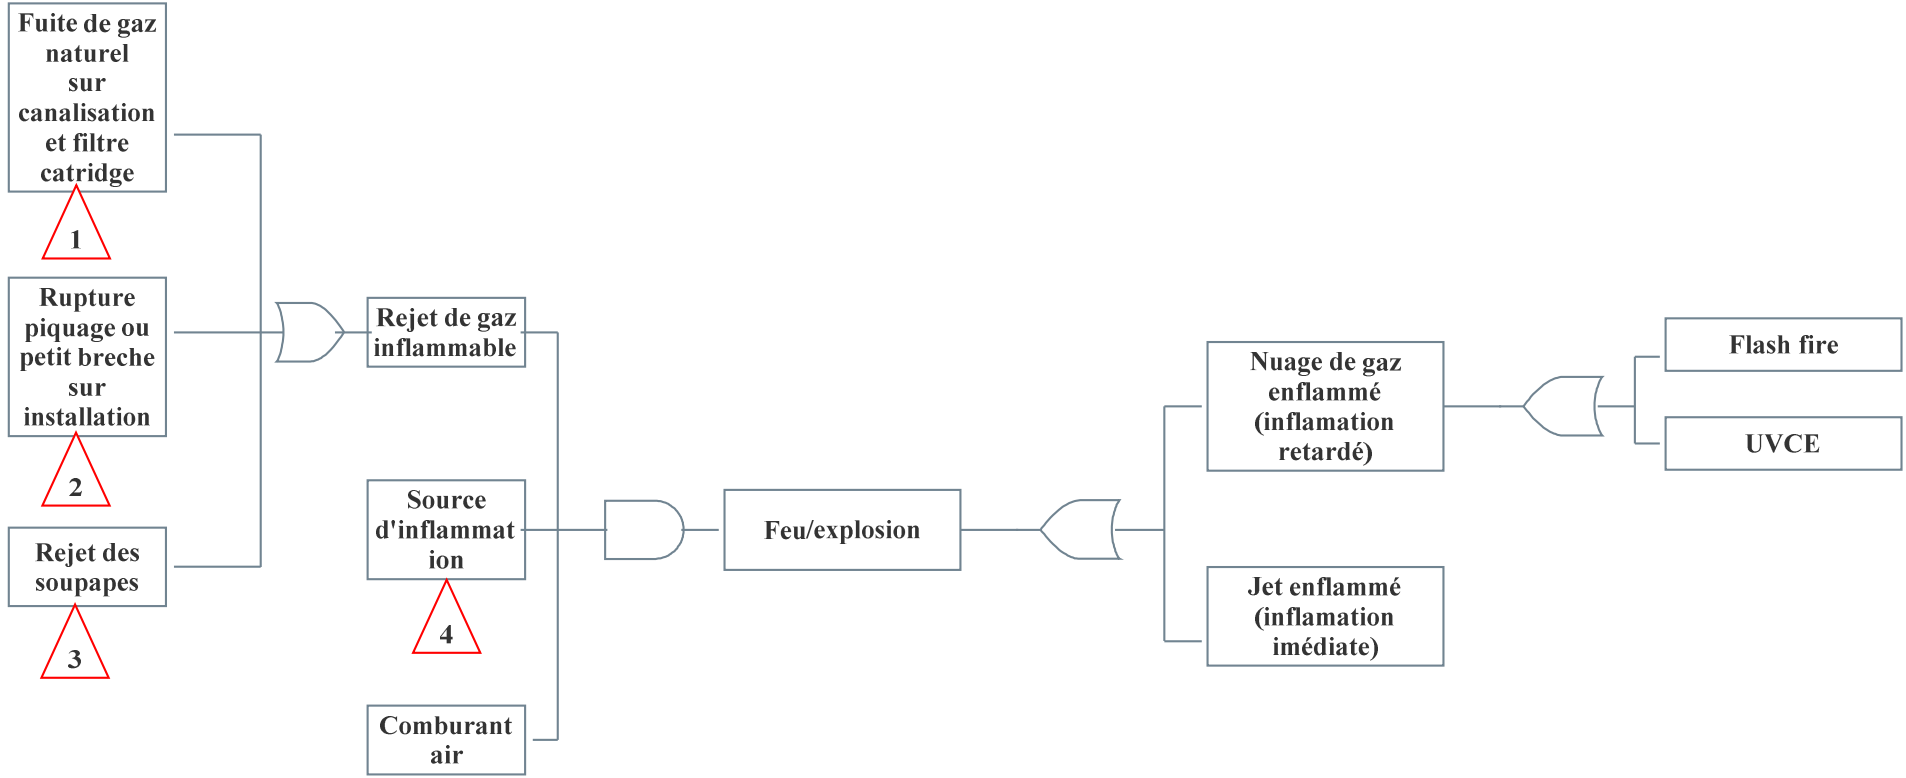 Fuite de gaz
naturel
sur
canalisation
et filtre
catridge
1
Rupture
piquage ou
petit breche
sur
installation
2
Rejet des
soupapes
3
Rejet de gaz
inflammable
Source
d'inflammat
ion
4
Comburant
air
Feu/explosion
Nuage de gaz
enflammé
(inflamation
retardé)
Jet enflammé
(inflamation
imédiate)
Flash fire
UVCE